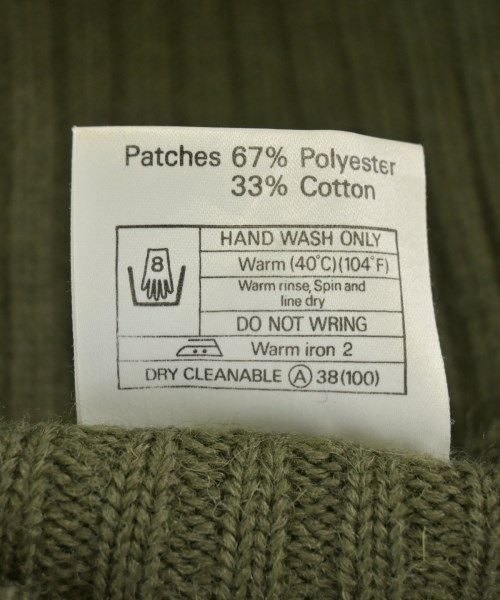 Patches 67% Polyester
33% Cotton
8
HAND WASH ONLY
Warm (40°C)(104°F)
Warm rinse, Spin and
line dry
DO NOT WRING
Warm iron 2
DRY CLEANABLE Ⓐ 38(100)